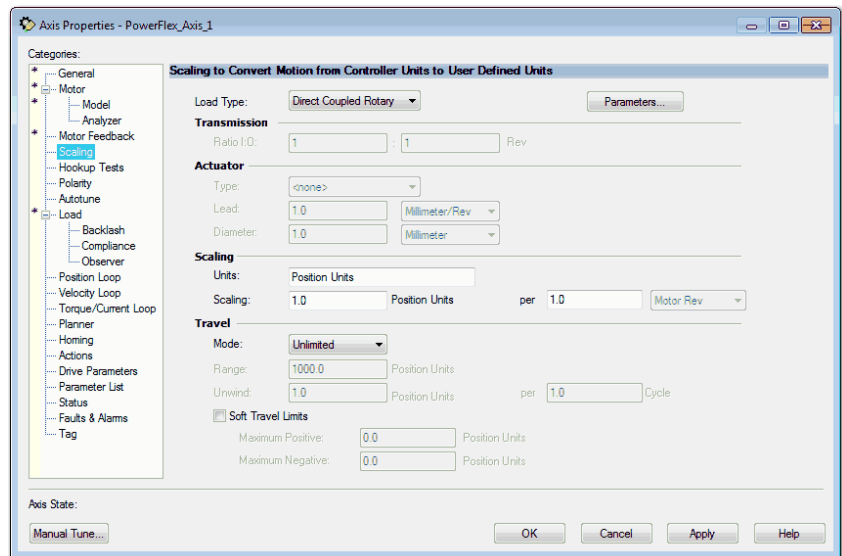 Axis Properties - PowerFlex_Axis_1
Categories:
* General
* Motor
* Model
Analyzer
* Motor Feedback
Scaling
Hookup Tests
Polarity
Autotune
* Load
Backlash
Compliance
Observer
Position Loop
Velocity Loop
Torque/Current Loop
Planner
Homing
Actions
Drive Parameters
Parameter List
Status
Faults & Alarms
Tag
Scaling to Convert Motion from Controller Units to User Defined Units
Load Type: Direct Coupled Rotary Parameters...
Transmission
Ratio I:O: 1 : 1 Rev
Actuator
Type: <none>
Lead: 1.0 Millimeter/Rev
Diameter: 1.0 Millimeter
Scaling
Units: Position Units
Scaling: 1.0 Position Units per 1.0 Motor Rev
Travel
Mode: Unlimited
Range: 1000.0 Position Units
Unwind: 1.0 Position Units per 1.0 Cycle
Soft Travel Limits
Maximum Positive: 0.0 Position Units
Maximum Negative: 0.0 Position Units
Axis State:
Manual Tune... OK Cancel Apply Help